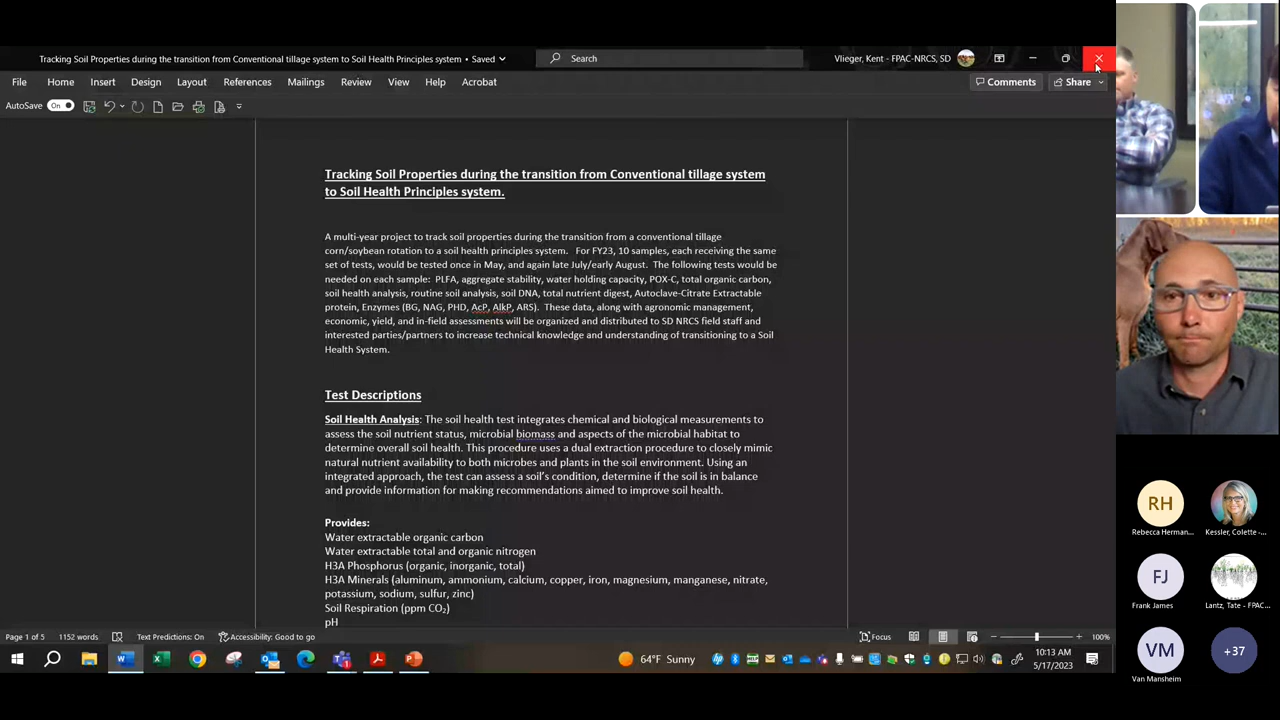 Tracking Soil Properties during the transition from Conventional tillage system to Soil Health Principles system • Saved
Search
Vlieger, Kent - FPAC-NRCS, SD
File Home Insert Design Layout References Mailings Review View Help Acrobat
Comments Share
AutoSave On
Tracking Soil Properties during the transition from Conventional tillage system
to Soil Health Principles system.
A multi-year project to track soil properties during the transition from a conventional tillage
corn/soybean rotation to a soil health principles system. For FY23, 10 samples, each receiving the same
set of tests, would be tested once in May, and again late July/early August. The following tests would be
needed on each sample: PLFA, aggregate stability, water holding capacity, POX-C, total organic carbon,
soil health analysis, routine soil analysis, soil DNA, total nutrient digest, Autoclave-Citrate Extractable
protein, Enzymes (BG, NAG, PHD, AcP, AlkP, ARS). These data, along with agronomic management,
economic, yield, and in-field assessments will be organized and distributed to SD NRCS field staff and
interested parties/partners to increase technical knowledge and understanding of transitioning to a Soil
Health System.
Test Descriptions
Soil Health Analysis: The soil health test integrates chemical and biological measurements to
assess the soil nutrient status, microbial biomass and aspects of the microbial habitat to
determine overall soil health. This procedure uses a dual extraction procedure to closely mimic
natural nutrient availability to both microbes and plants in the soil environment. Using an
integrated approach, the test can assess a soil's condition, determine if the soil is in balance
and provide information for making recommendations aimed to improve soil health.
Provides:
Water extractable organic carbon
Water extractable total and organic nitrogen
H3A Phosphorus (organic, inorganic, total)
H3A Minerals (aluminum, ammonium, calcium, copper, iron, magnesium, manganese, nitrate,
potassium, sodium, sulfur, zinc)
Soil Respiration (ppm CO₂)
pH
Page 1 of 5 1152 words Text Predictions: On Accessibility: Good to go
Focus
100%
64°F Sunny
10:13 AM
5/17/2023
RH
Rebecca Herman...
Kessler, Colette -...
FJ
Frank James
Lantz, Tate - FPAC...
VM
Van Mansheim
+37